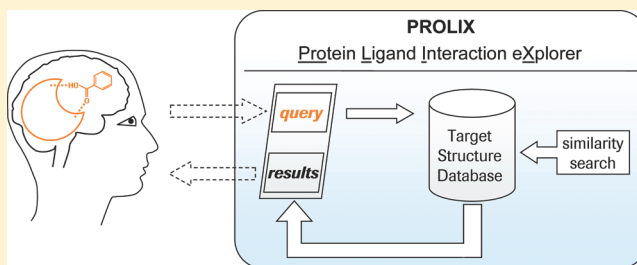 PROLIX
Protein Ligand Interaction eXplorer
HO
O
query
results
Target
Structure
Database
similarity
search